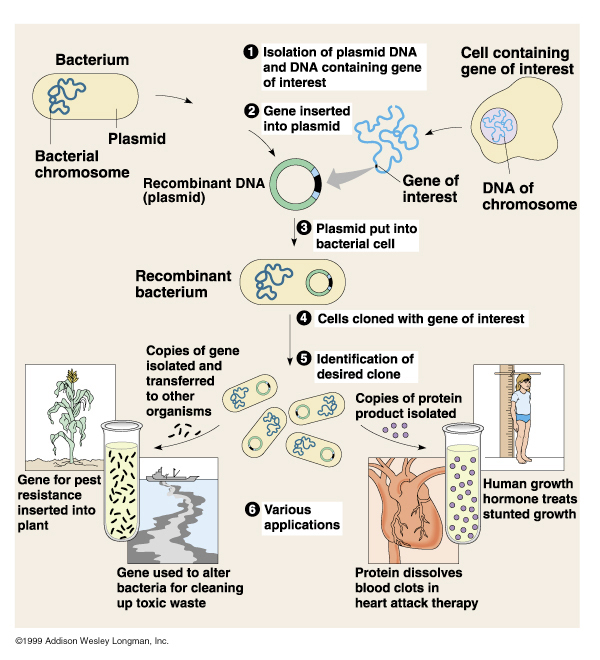 Bacterium
Plasmid
Bacterial
chromosome
1 Isolation of plasmid DNA
and DNA containing gene
of interest
Cell containing
gene of interest
2 Gene inserted
into plasmid
Recombinant DNA
(plasmid)
Gene of
interest
DNA of
chromosome
3 Plasmid put into
bacterial cell
Recombinant
bacterium
4 Cells cloned with gene of interest
5 Identification of
desired clone
Copies of gene
isolated and
transferred
to other
organisms
Copies of protein
product isolated
Gene for pest
resistance
inserted into
plant
Gene used to alter
bacteria for cleaning
up toxic waste
6 Various
applications
Protein dissolves
blood clots in
heart attack therapy
Human growth
hormone treats
stunted growth
©1999 Addison Wesley Longman, Inc.